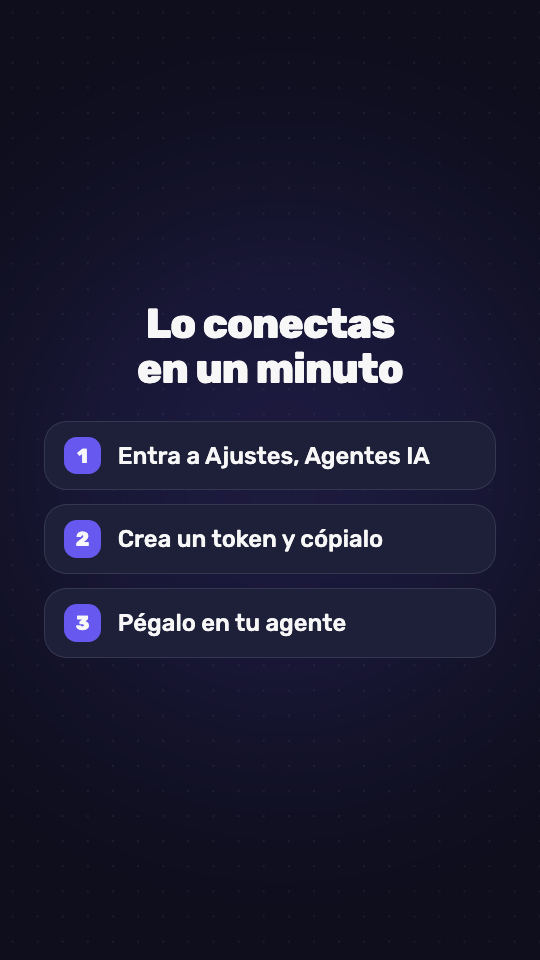 Lo conectas
en un minuto
1 Entra a Ajustes, Agentes IA
2 Crea un token y cópialo
3 Pégalo en tu agente